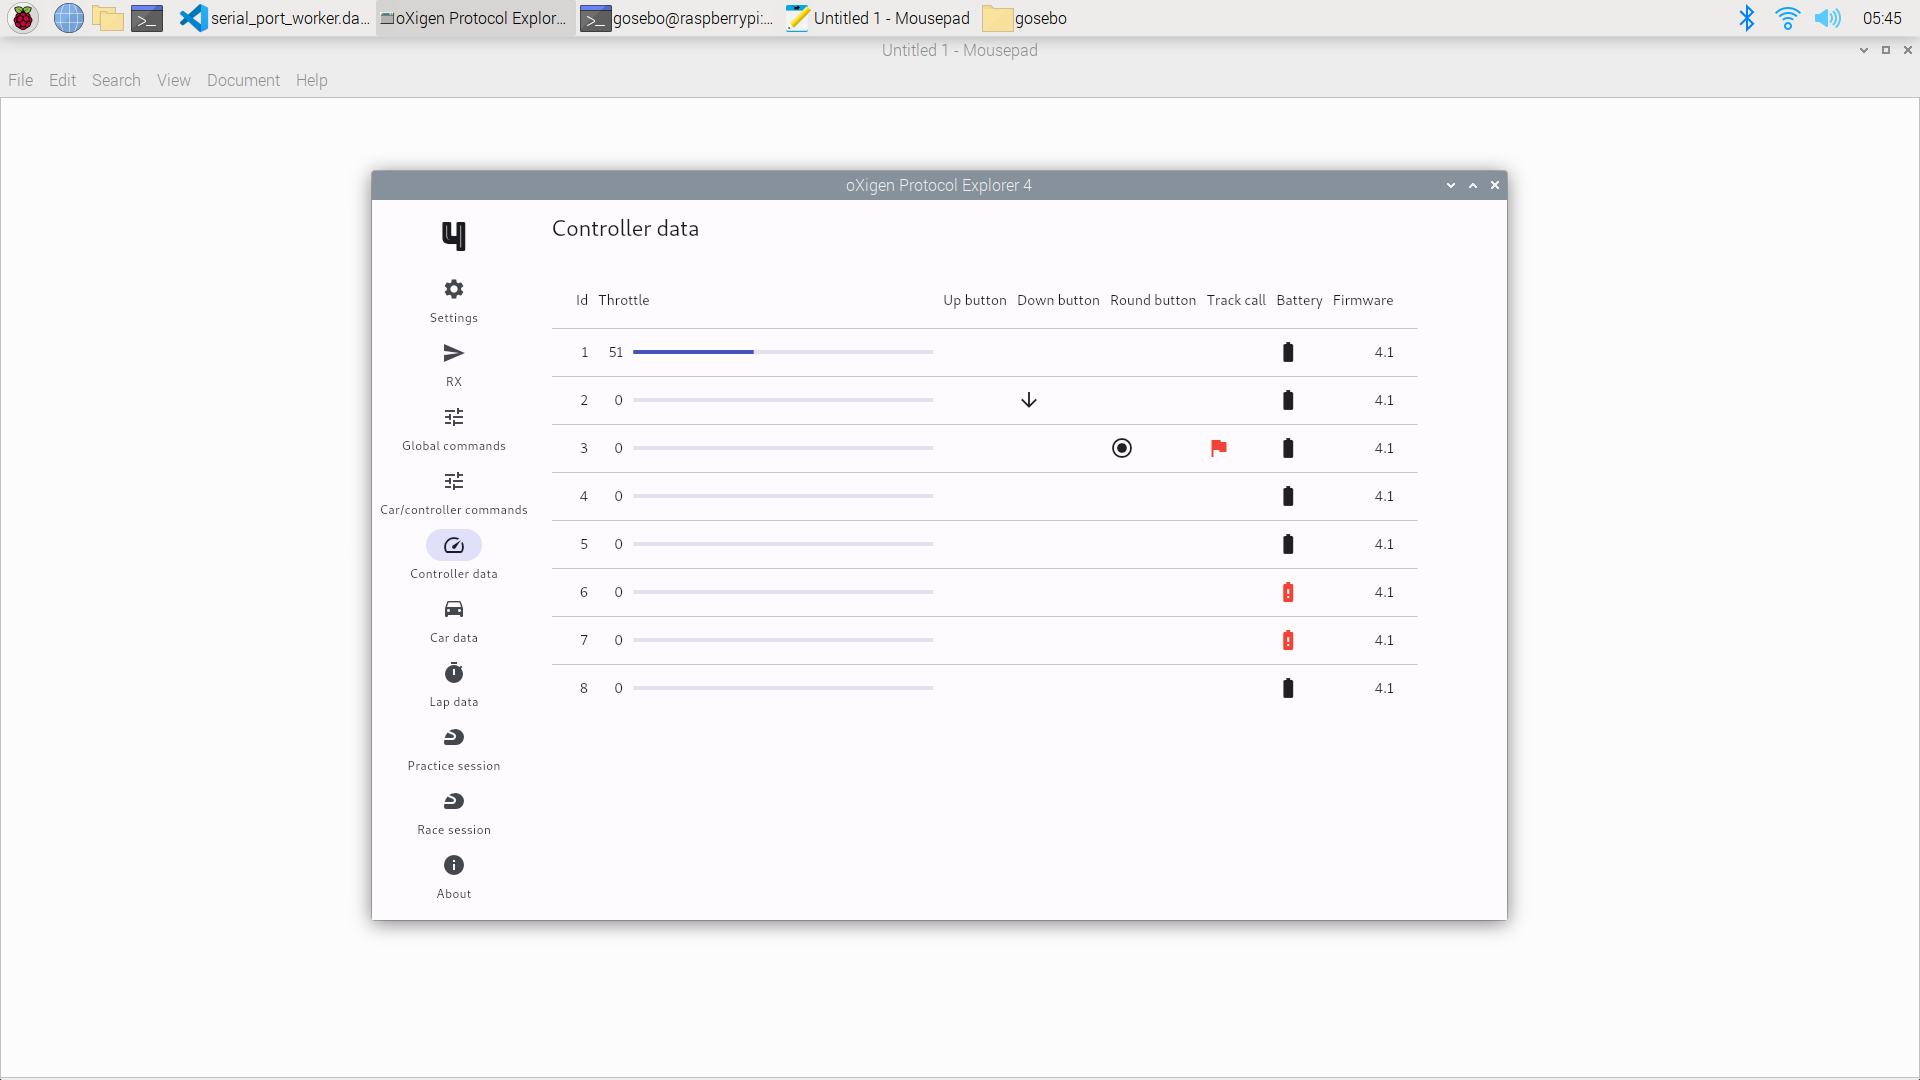 serial_port_worker.da...
oXigen Protocol Explor...
gosebo@raspberrypi:...
Untitled 1 - Mousepad
gosebo
05:45
Untitled 1 - Mousepad
File Edit Search View Document Help
oXigen Protocol Explorer 4
4
Settings
RX
Global commands
Car/controller commands
Controller data
Car data
Lap data
Practice session
Race session
About
Controller data
Id Throttle Up button Down button Round button Track call Battery Firmware
1 51 4.1
2 0 4.1
3 0 4.1
4 0 4.1
5 0 4.1
6 0 4.1
7 0 4.1
8 0 4.1